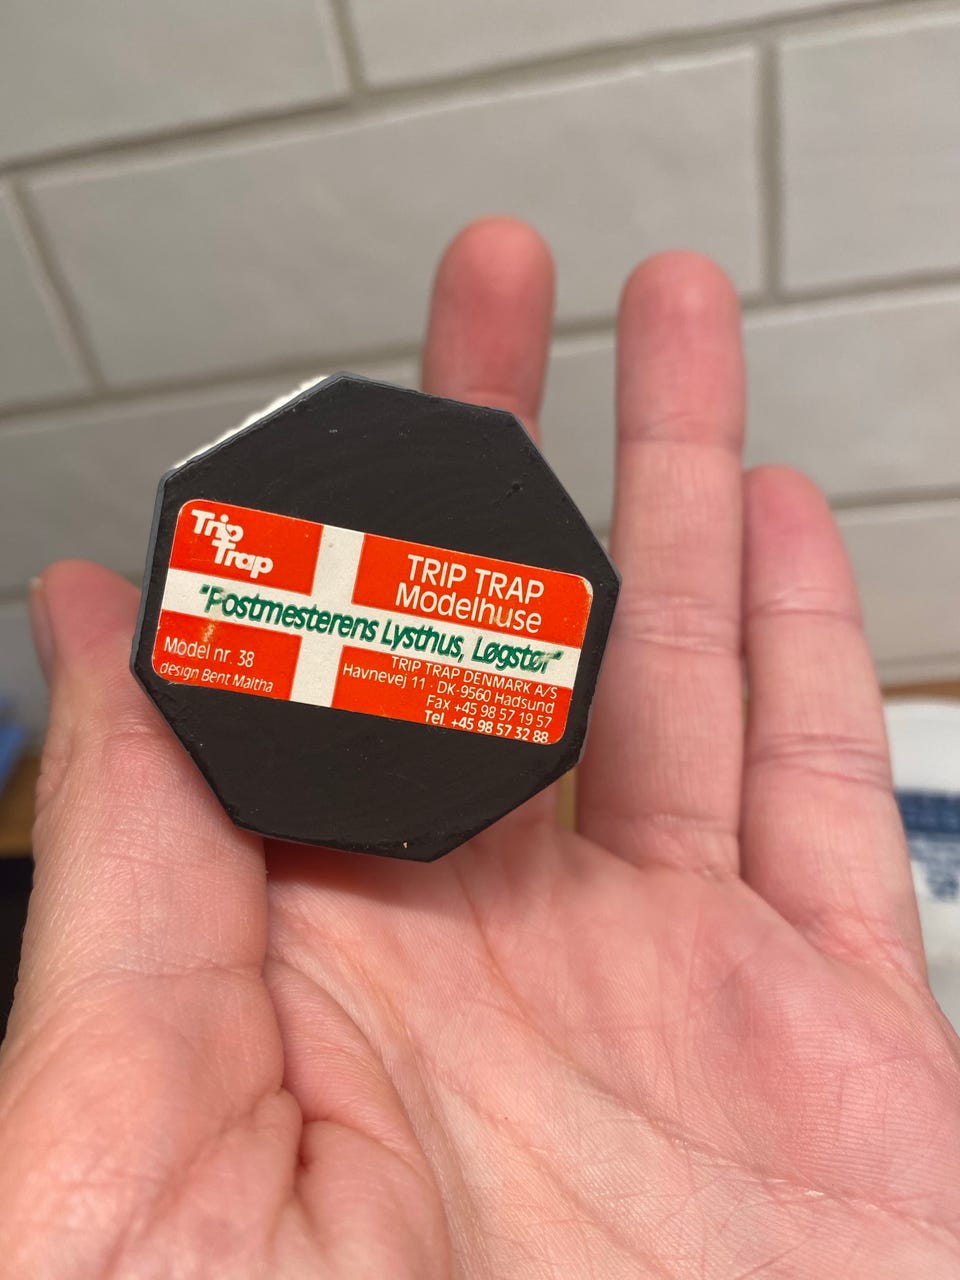 Trip
Trap
TRIP TRAP
Modelhuse
"Postmesterens Lysthus, Løgstør"
Model nr. 38
design Bent Maltha
TRIP TRAP DENMARK A/S
Havnevej 11 · DK-9560 Hadsund
Fax +45 98 57 19 57
Tel. +45 98 57 32 88